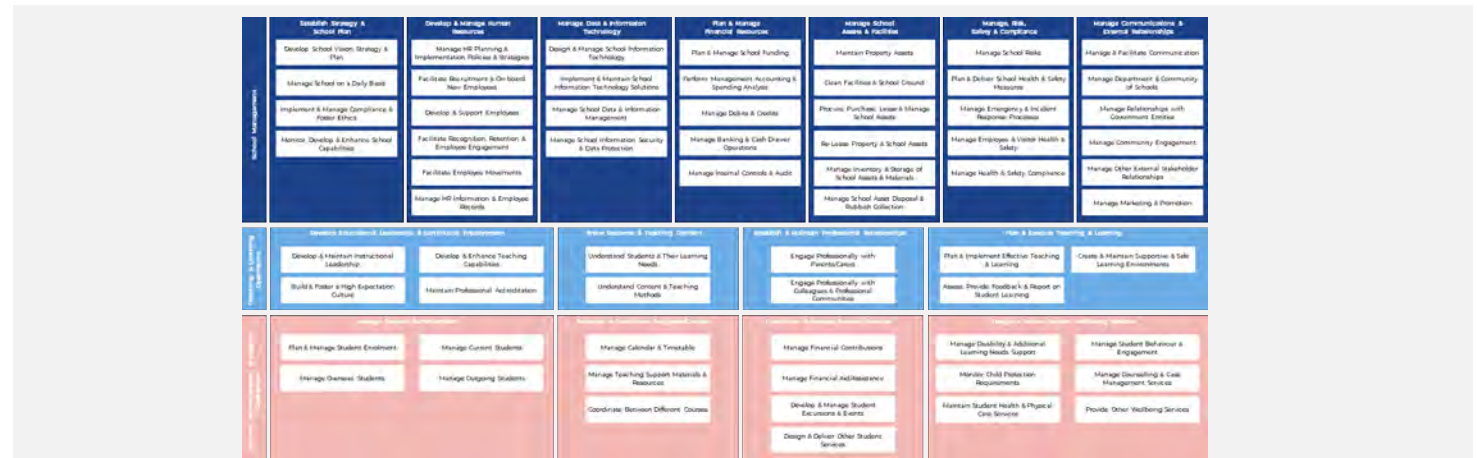 Establish Strategy &
School Plan
Develop School Vision Strategy &
Plan
Manage School on a Daily Basis
Implement & Manage Compliance &
Foster Ethics
Monitor, Develop & Enhance School
Capabilities
Develop & Manage Human
Resources
Manage HR Planning &
Implementation Policies & Strategies
Facilitate Recruitment & On-board
New Employees
Develop & Support Employees
Facilitate Recognition, Retention &
Employee Engagement
Facilitate Employee Movements
Manage HR Information & Employee
Records
Manage Data & Information
Technology
Design & Manage School Information
Technology
Implement & Maintain School
Information Technology Solutions
Manage School Data & Information
Management
Manage School Information Security
& Data Protection
Plan & Manage
Financial Resources
Plan & Manage School Funding
Perform Management Accounting &
Spending Analysis
Manage Debits & Credits
Manage Banking & Cash Drawer
Operations
Manage Internal Controls & Audit
Manage School
Assets & Facilities
Maintain Property Assets
Clean Facilities & School Ground
Procure, Purchase, Lease & Manage
School Assets
Re-Lease Property & School Assets
Manage Inventory & Storage of
School Assets & Materials
Manage School Asset Disposal &
Rubbish Collection
Manage, Risk,
Safety & Compliance
Manage School Risks
Plan & Deliver School Health & Safety
Measures
Manage Emergency & Incident
Response Processes
Manage Employee & Visitor Health &
Safety
Manage Health & Safety Compliance
Manage Communications &
External Relationships
Manage & Facilitate Communication
Manage Department & Community
of Schools
Manage Relationships with
Government Entities
Manage Community Engagement
Manage Other External Stakeholder
Relationships
Manage Marketing & Promotion
School Management
Develop & Maintain Instructional
Leadership
Develop & Enhance Teaching
Capabilities
Build & Foster a High Expectation
Culture
Maintain Professional Accreditation
Understand Students & Their Learning
Needs
Understand Content & Teaching
Methods
Establish & Maintain Professional Relationships
Engage Professionally with
Parents/Carers
Engage Professionally with
Colleagues & Professional
Communities
Plan & Execute Teaching & Learning
Plan & Implement Effective Teaching
& Learning
Create & Maintain Supportive & Safe
Learning Environments
Assess, Provide Feedback & Report on
Student Learning
Plan & Manage Student Enrolment
Manage Current Students
Manage Overseas Students
Manage Outgoing Students
Manage Calendar & Timetable
Manage Teaching Support Materials &
Resources
Coordinate Between Different Courses
Manage Financial Contributions
Manage Financial Aid/Assistance
Develop & Manage Student
Excursions & Events
Design & Deliver Other Student
Services
Manage Disability & Additional
Learning Needs Support
Manage Student Behaviour &
Engagement
Monitor Child Protection
Requirements
Manage Counselling & Case
Management Services
Maintain Student Health & Physical
Care Services
Provide Other Wellbeing Services